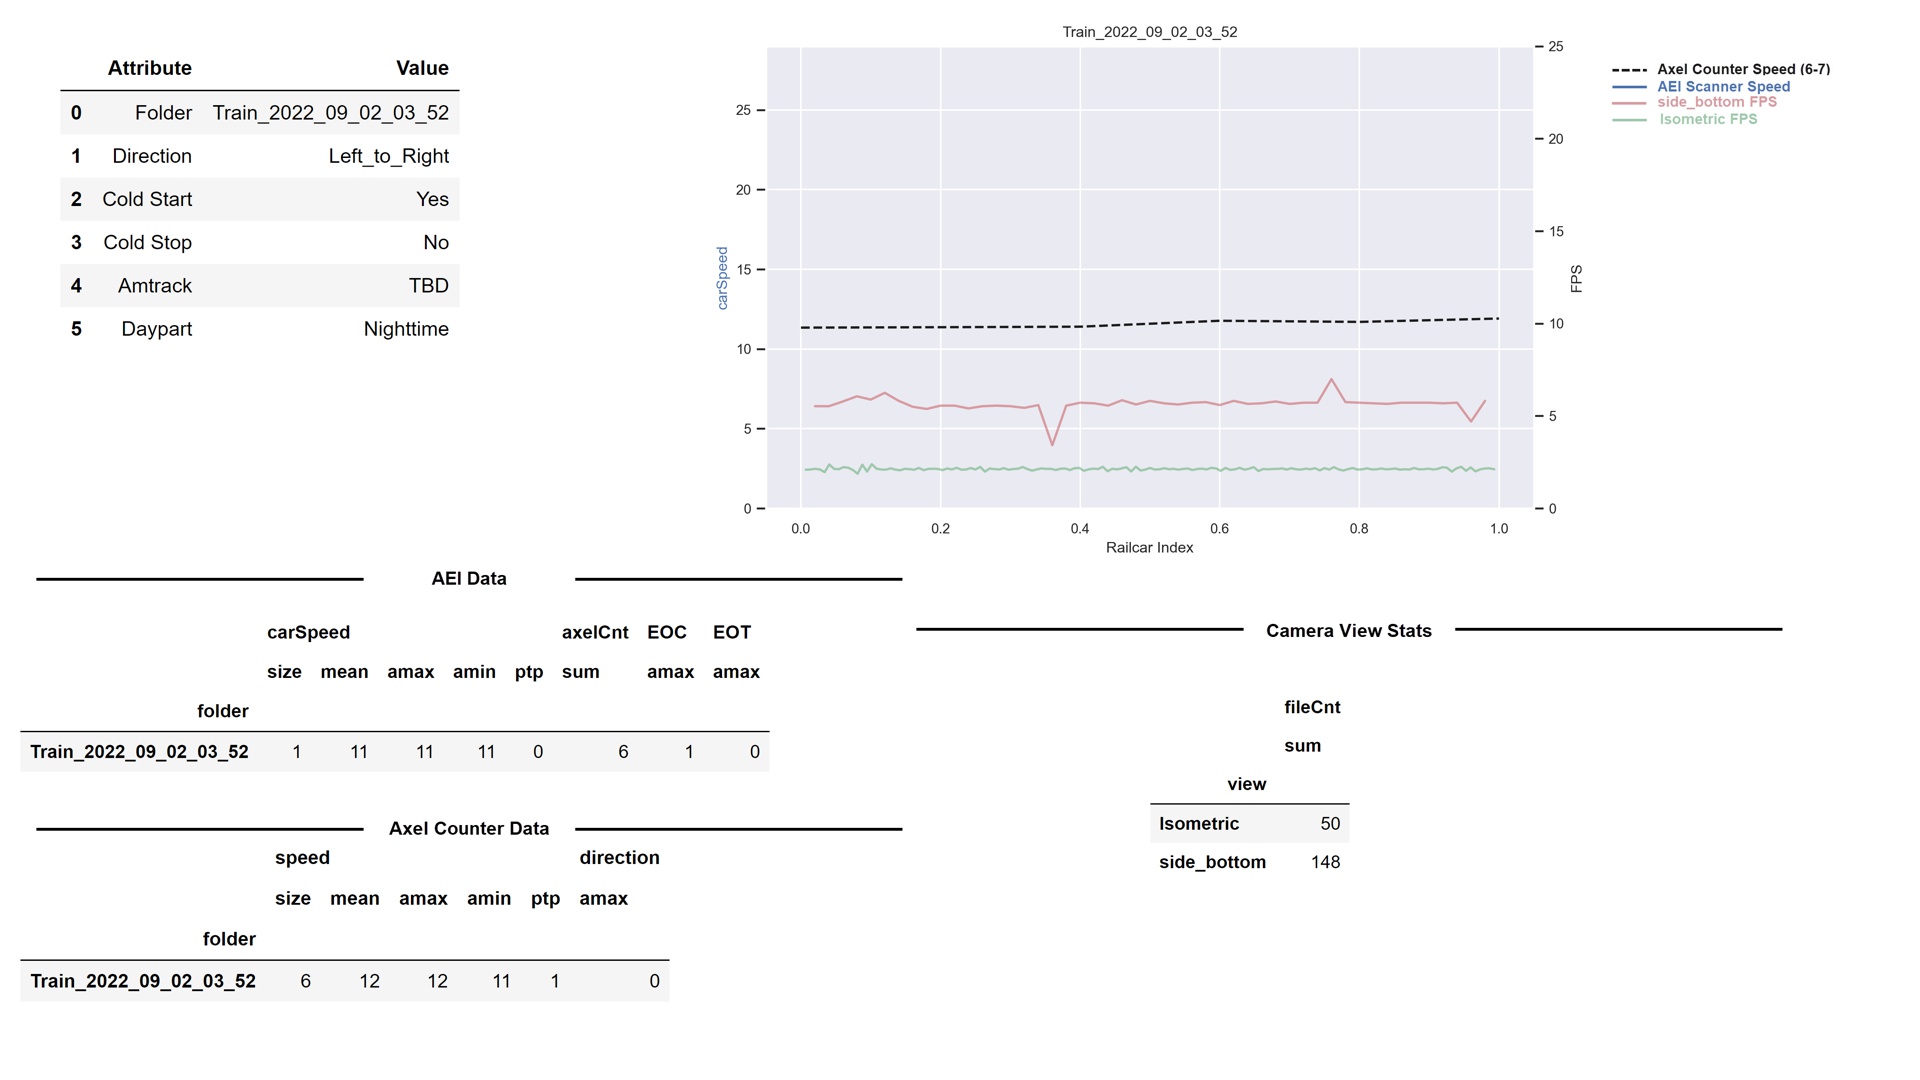 Attribute Value
0 Folder Train_2022_09_02_03_52
1 Direction Left_to_Right
2 Cold Start Yes
3 Cold Stop No
4 Amtrack TBD
5 Daypart Nighttime
Train_2022_09_02_03_52
25
20
15
10
5
0
carSpeed
25
20
15
10
5
0
FPS
0.0 0.2 0.4 0.6 0.8 1.0
Railcar Index
Axel Counter Speed (6-7)
AEI Scanner Speed
side_bottom FPS
Isometric FPS
AEI Data
carSpeed axelCnt EOC EOT
size mean amax amin ptp sum amax amax
folder
Train_2022_09_02_03_52 1 11 11 11 0 6 1 0
Axel Counter Data
speed direction
size mean amax amin ptp amax
folder
Train_2022_09_02_03_52 6 12 12 11 1 0
Camera View Stats
fileCnt
sum
view
Isometric 50
side_bottom 148